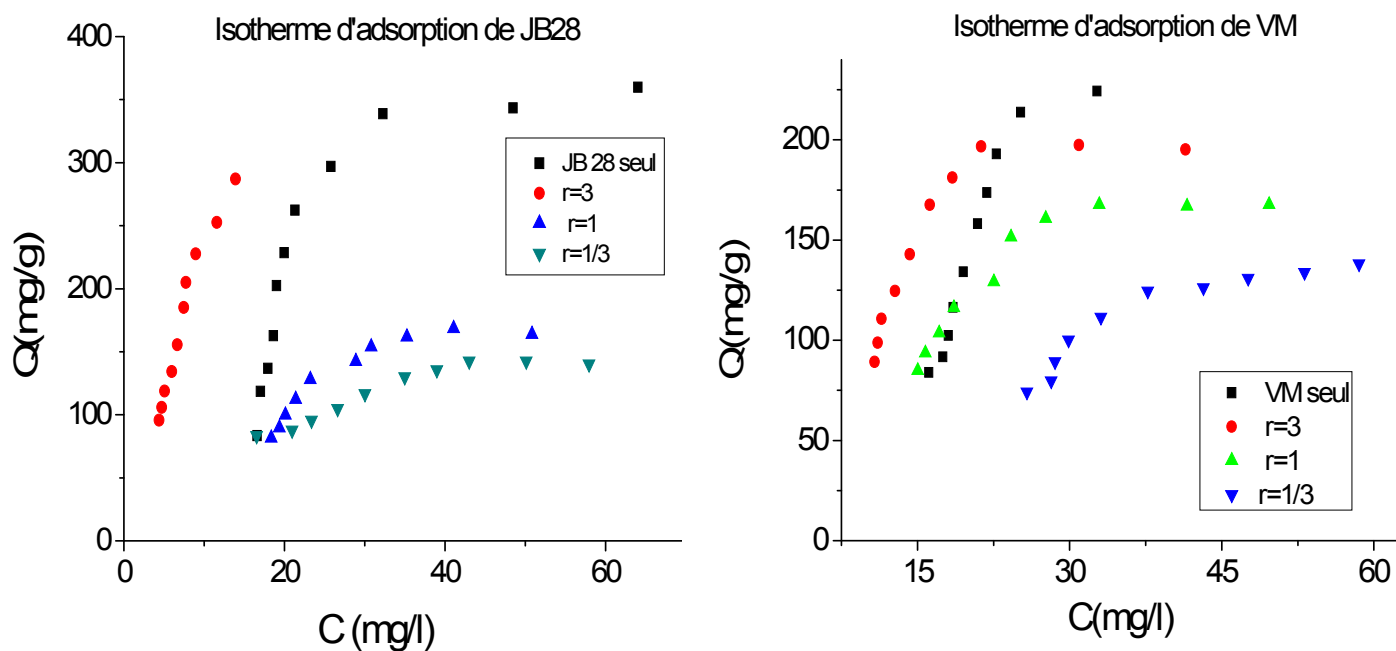 Isotherme d'adsorption de JB28
400
300
200
100
0
0
20
40
60
Q(mg/g)
C (mg/l)
JB 28 seul
r=3
r=1
r=1/3
Isotherme d'adsorption de VM
200
150
100
50
0
15
30
45
60
Q(mg/g)
C(mg/l)
VM seul
r=3
r=1
r=1/3